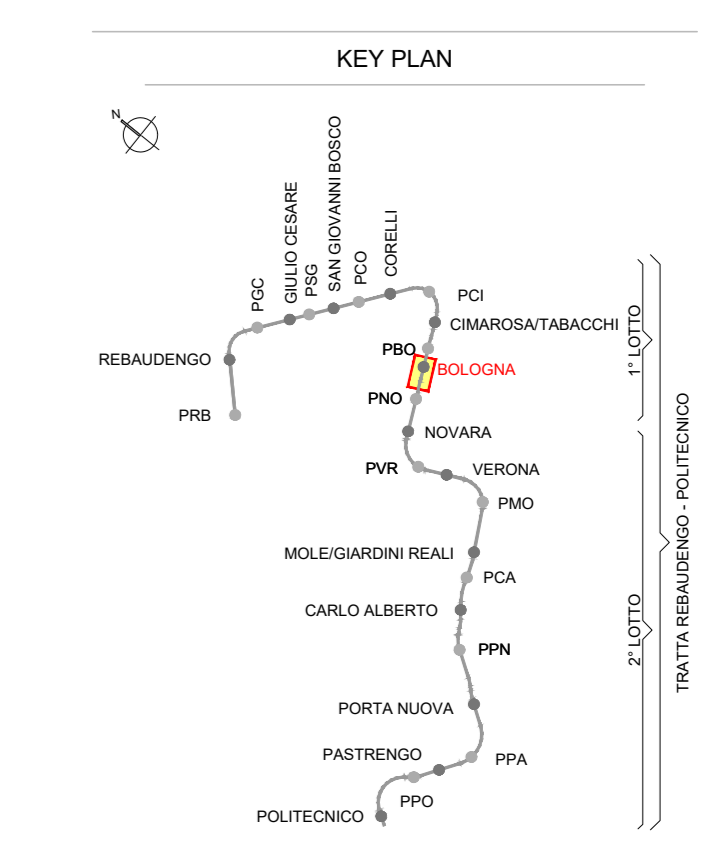 KEY PLAN
N
PGC
GIULIO CESARE
PSG
SAN GIOVANNI BOSCO
PCO
CORELLI
PCI
CIMAROSA/TABACCHI
PBO
REBAUDENGO
BOLOGNA
PNO
PRB
NOVARA
PVR
VERONA
PMO
MOLE/GIARDINI REALI
PCA
CARLO ALBERTO
PPN
PORTA NUOVA
PASTRENGO
PPA
PPO
POLITECNICO
1° LOTTO
2° LOTTO
TRATTA REBAUDENGO - POLITECNICO